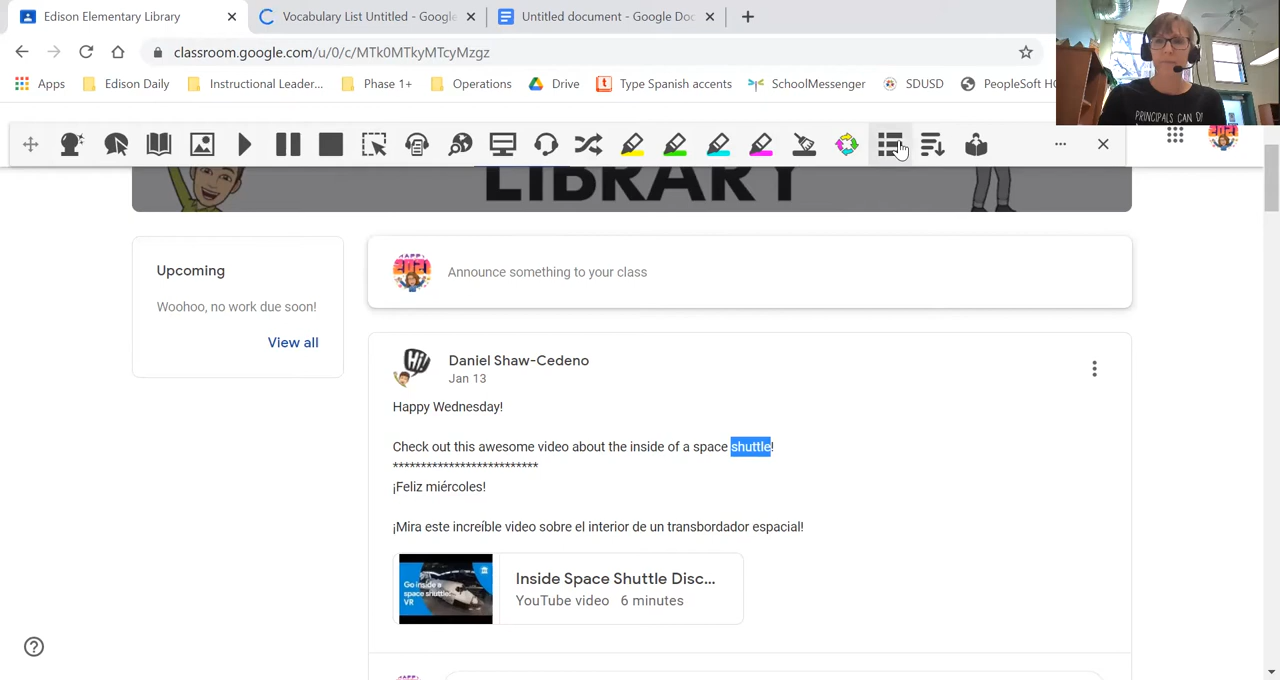 Edison Elementary Library
Vocabulary List Untitled - Google
Untitled document - Google Doc
classroom.google.com/u/0/c/MTk0MTkyMTcyMzgz
Apps
Edison Daily
Instructional Leader...
Phase 1+
Operations
Drive
Type Spanish accents
SchoolMessenger
SDUSD
PeopleSoft HC
PRINCIPALS CAN DO
LIBRARY
Upcoming
Woohoo, no work due soon!
View all
Announce something to your class
Daniel Shaw-Cedeno
Jan 13
Happy Wednesday!
Check out this awesome video about the inside of a space shuttle!
**************************
¡Feliz miércoles!
¡Mira este increíble video sobre el interior de un transbordador espacial!
Go inside a
space shuttle
VR
Inside Space Shuttle Disc...
YouTube video 6 minutes
Hi!